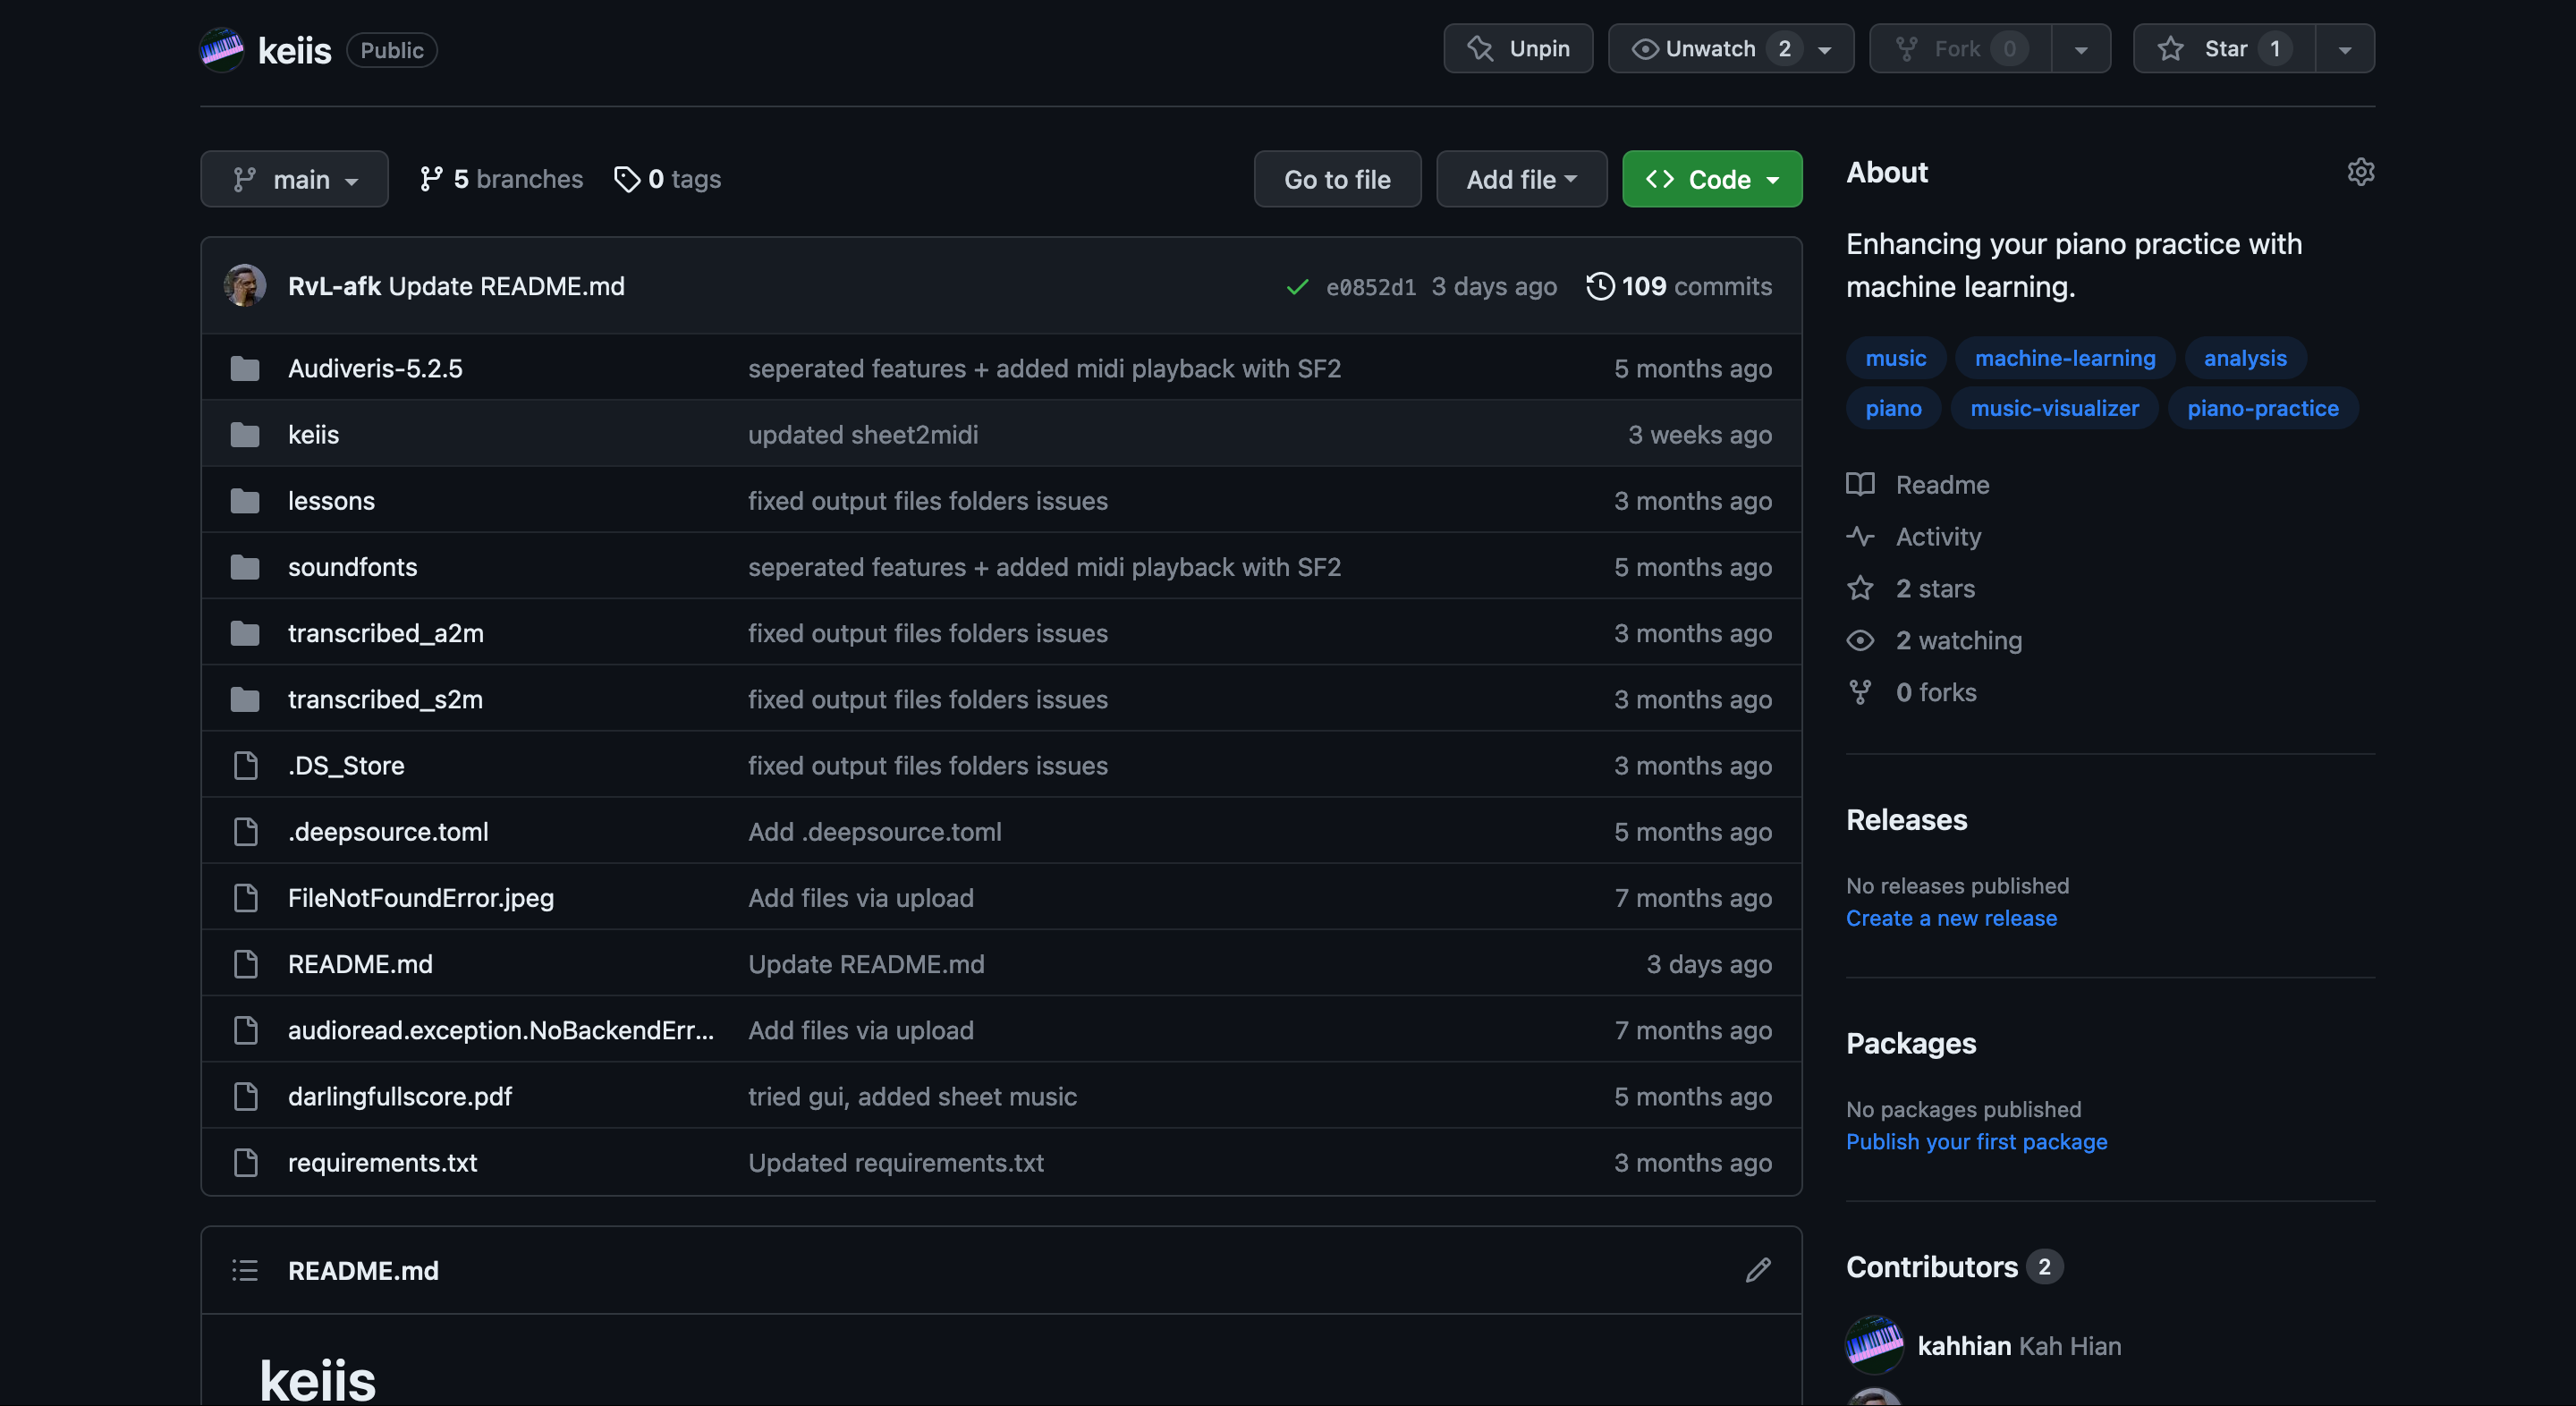 keiis Public Unpin Unwatch 2 Fork 0 Star 1
main 5 branches 0 tags Go to file Add file Code
RvL-afk Update README.md e0852d1 3 days ago 109 commits
Audiveris-5.2.5 seperated features + added midi playback with SF2 5 months ago
keiis updated sheet2midi 3 weeks ago
lessons fixed output files folders issues 3 months ago
soundfonts seperated features + added midi playback with SF2 5 months ago
transcribed_a2m fixed output files folders issues 3 months ago
transcribed_s2m fixed output files folders issues 3 months ago
.DS_Store fixed output files folders issues 3 months ago
.deepsource.toml Add .deepsource.toml 5 months ago
FileNotFoundError.jpeg Add files via upload 7 months ago
README.md Update README.md 3 days ago
audioread.exception.NoBackendErr... Add files via upload 7 months ago
darlingfullscore.pdf tried gui, added sheet music 5 months ago
requirements.txt Updated requirements.txt 3 months ago
README.md
keiis
About
Enhancing your piano practice with
machine learning.
music machine-learning analysis
piano music-visualizer piano-practice
Readme
Activity
2 stars
2 watching
0 forks
Releases
No releases published
Create a new release
Packages
No packages published
Publish your first package
Contributors 2
kahhian Kah Hian